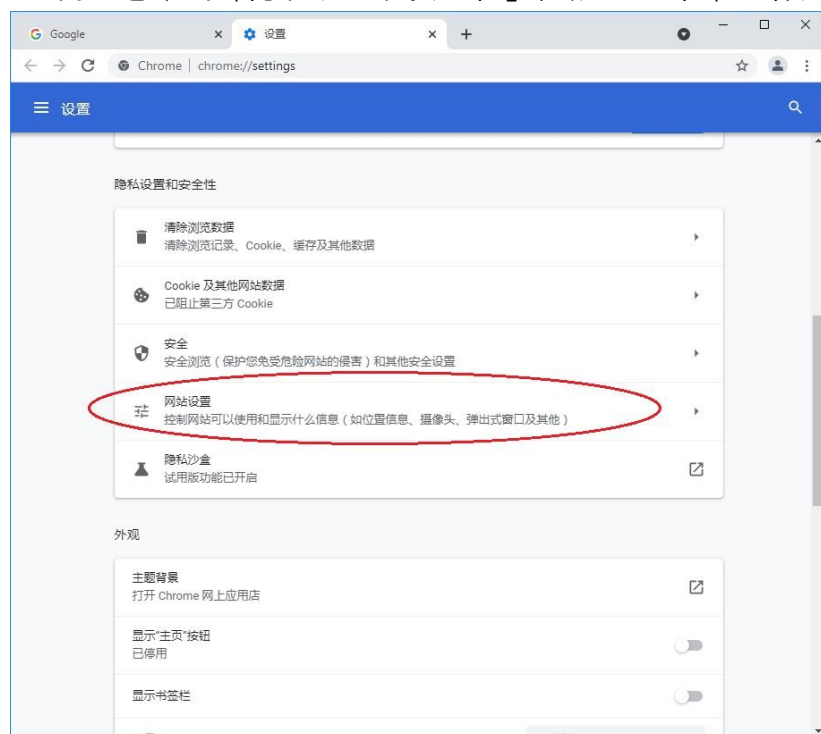 Google
设置
Chrome | chrome://settings
设置
隐私设置和安全性
清除浏览数据
清除浏览记录、Cookie、缓存及其他数据
Cookie 及其他网站数据
已阻止第三方 Cookie
安全
安全浏览（保护您免受危险网站的侵害）和其他安全设置
网站设置
控制网站可以使用和显示什么信息（如位置信息、摄像头、弹出式窗口及其他）
隐私沙盒
试用版功能已开启
外观
主题背景
打开 Chrome 网上应用店
显示“主页”按钮
已停用
显示书签栏